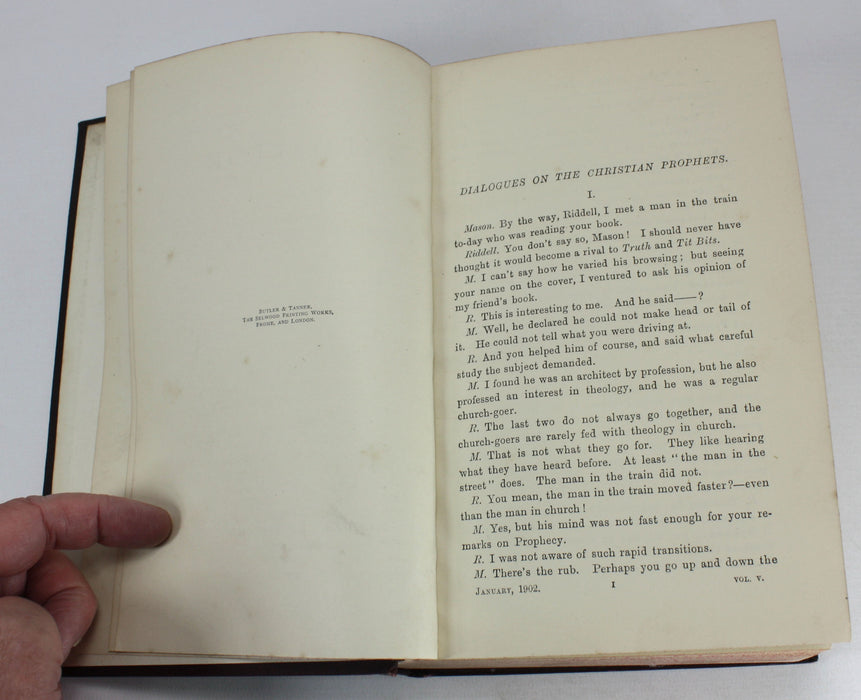 BUTLER & TANNER,
THE SELWOOD PRINTING WORKS,
FROME, AND LONDON.
DIALOGUES ON THE CHRISTIAN PROPHETS.
I.
Mason. By the way, Riddell, I met a man in the train
to-day who was reading your book.
Riddell. You don't say so, Mason! I should never have
thought it would become a rival to Truth and Tit Bits.
M. I can't say how he varied his browsing; but seeing
your name on the cover, I ventured to ask his opinion of
my friend's book.
R. This is interesting to me. And he said——?
M. Well, he declared he could not make head or tail of
it. He could not tell what you were driving at.
R. And you helped him of course, and said what careful
study the subject demanded.
M. I found he was an architect by profession, but he also
professed an interest in theology, and he was a regular
church-goer.
R. The last two do not always go together, and the
church-goers are rarely fed with theology in church.
M. That is not what they go for. They like hearing
what they have heard before. At least "the man in the
street" does. The man in the train did not.
R. You mean, the man in the train moved faster?—even
than the man in church!
M. Yes, but his mind was not fast enough for your re-
marks on Prophecy.
R. I was not aware of such rapid transitions.
M. There's the rub. Perhaps you go up and down the
JANUARY, 1902. I VOL. V.